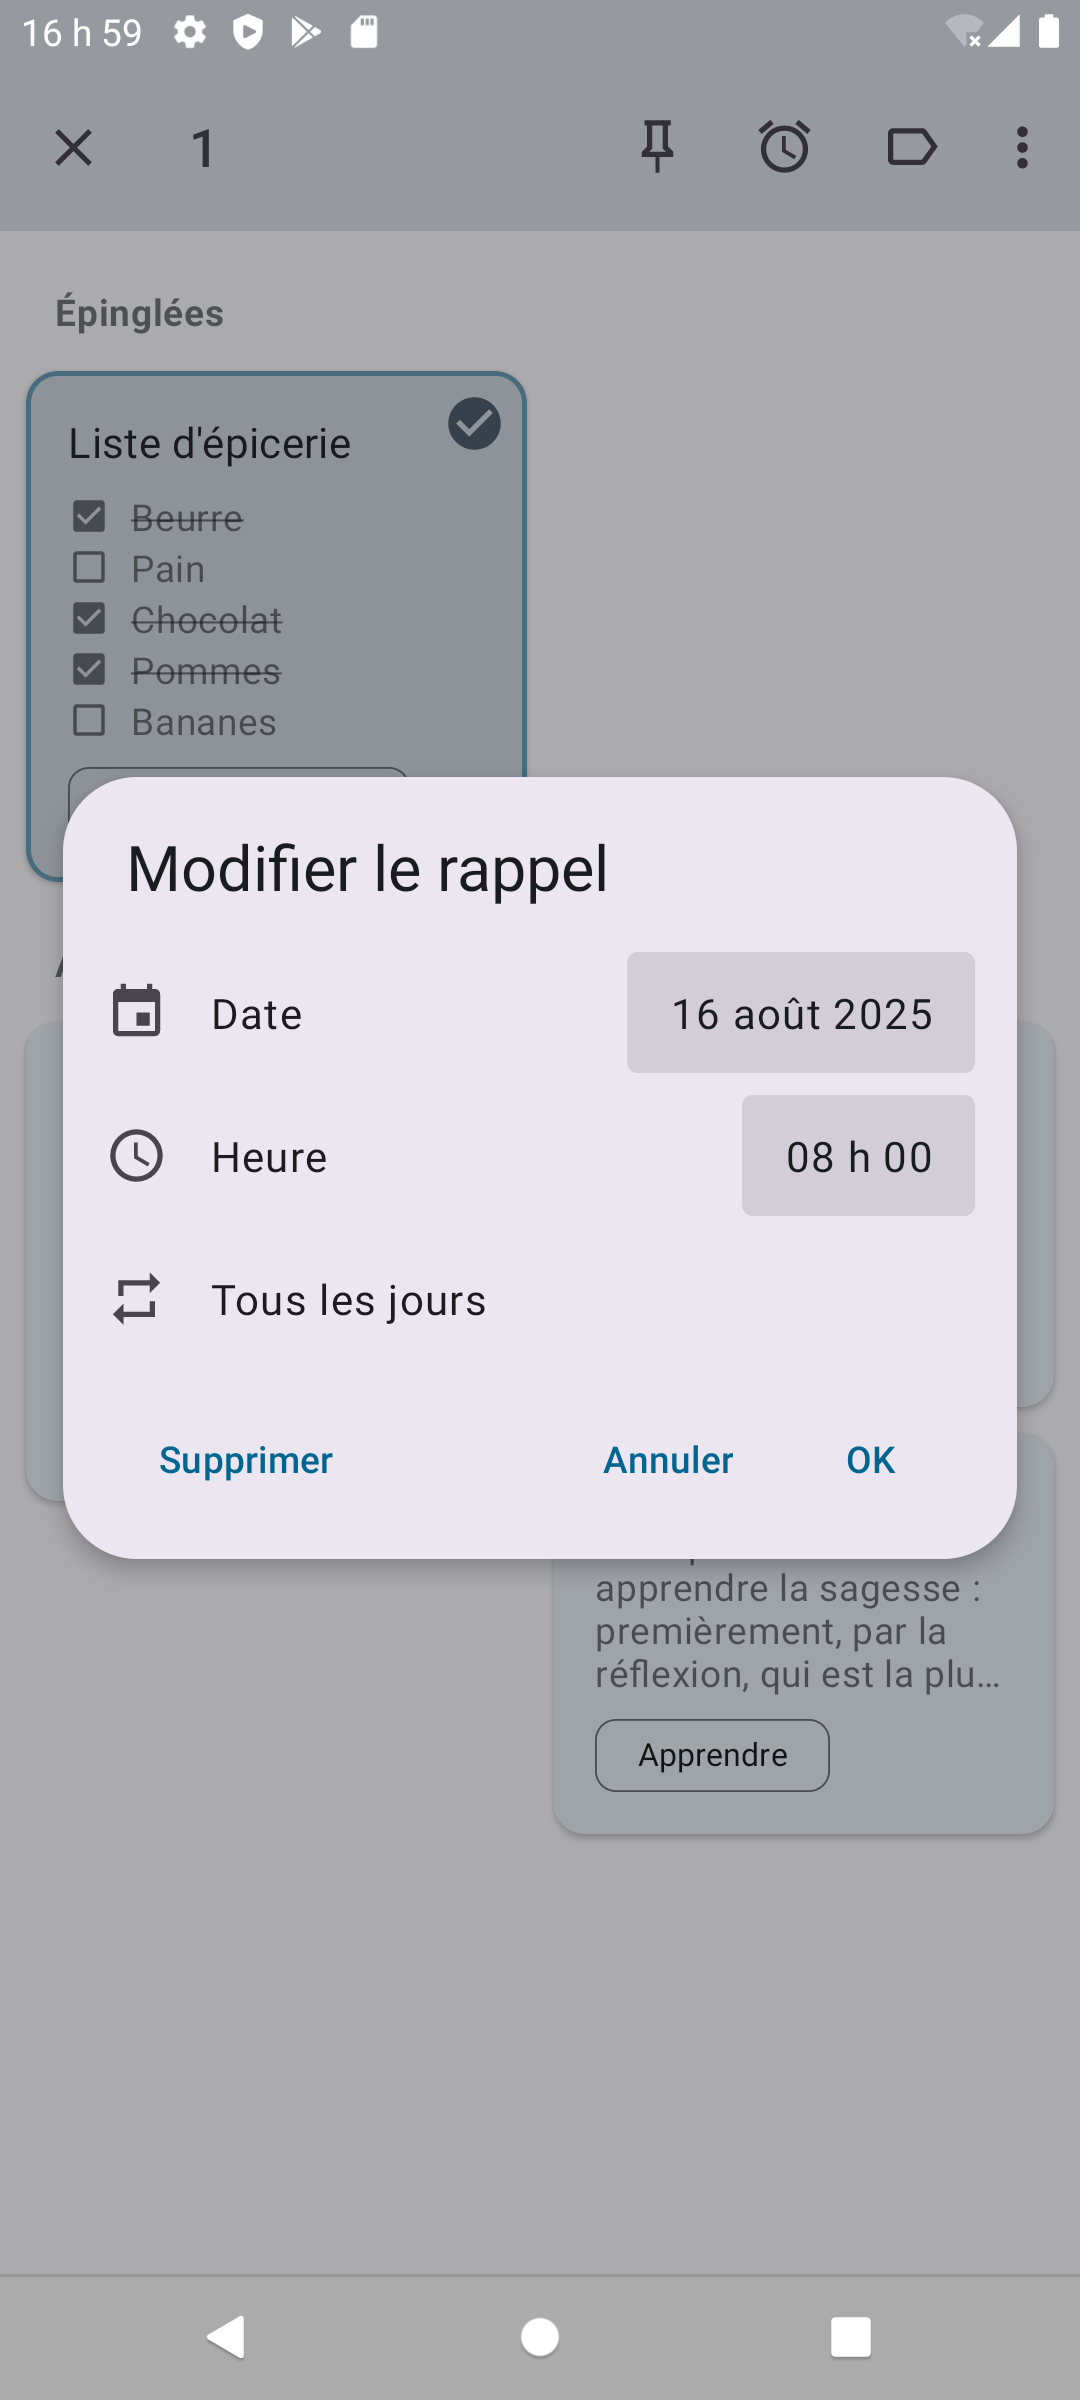 16 h 59
1
Épinglées
Liste d'épicerie
Beurre
Pain
Chocolat
Pommes
Bananes
Modifier le rappel
Date
16 août 2025
Heure
08 h 00
Tous les jours
Supprimer
Annuler
OK
apprendre la sagesse :
premièrement, par la
réflexion, qui est la plu…
Apprendre